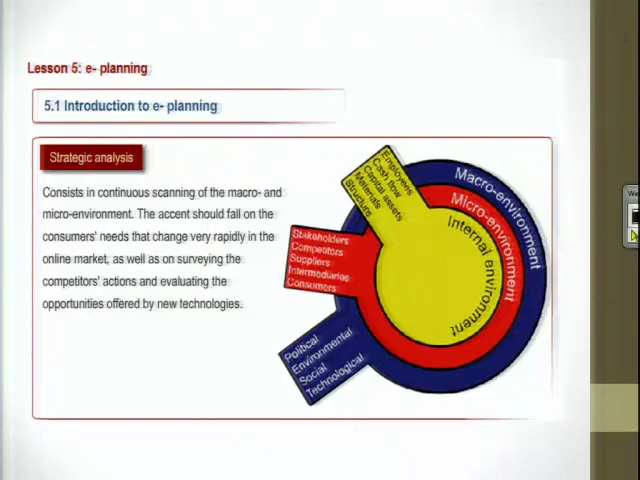 Lesson 5: e- planning
5.1 Introduction to e- planning
Strategic analysis
Consists in continuous scanning of the macro- and
micro-environment. The accent should fall on the
consumers' needs that change very rapidly in the
online market, as well as on surveying the
competitors' actions and evaluating the
opportunities offered by new technologies.
Employees
Cash flow
Capital assets
Materials
Structure
Stakeholders
Competitors
Suppliers
Intermediaries
Consumers
Political
Environmental
Social
Technological
Macro-environment
Micro-environment
Internal environment